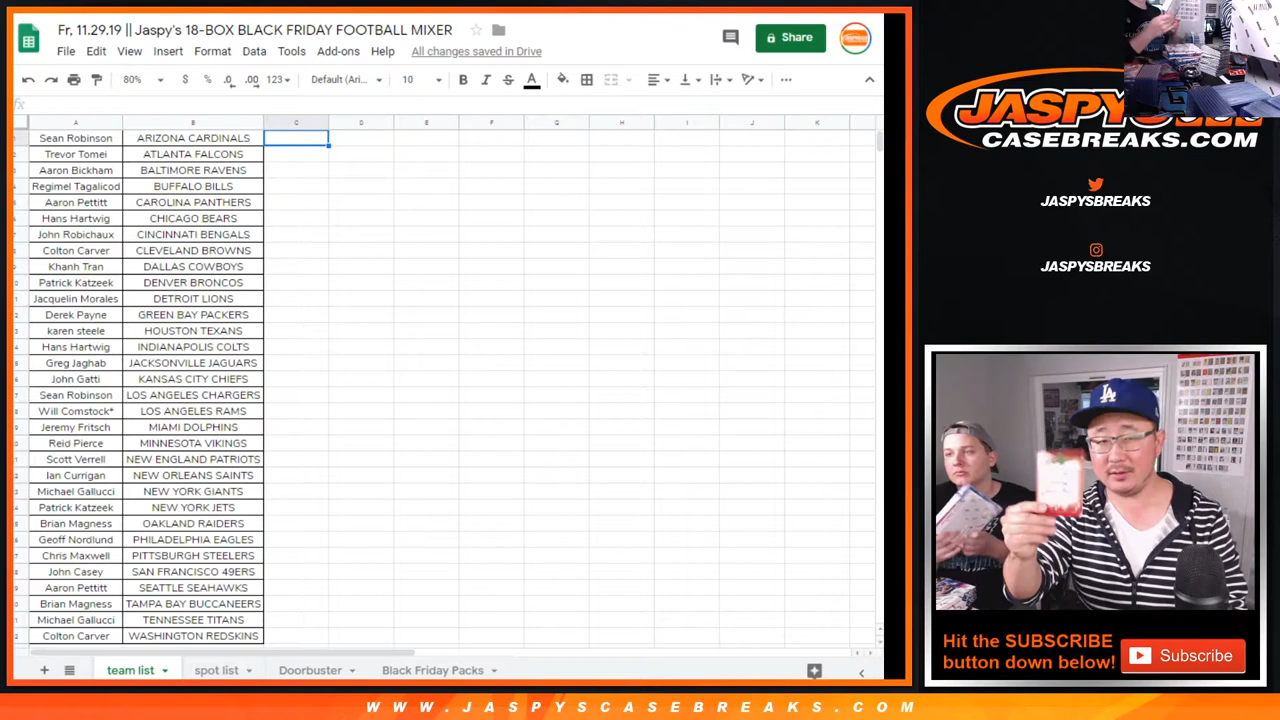 Fr, 11.29.19 || Jaspy's 18-BOX BLACK FRIDAY FOOTBALL MIXER
File Edit View Insert Format Data Tools Add-ons Help All changes saved in Drive
Share
80% $ % .0 .00 123 Default (Ari... 10 B I S A
fx
A B C D E F G H I J K
Sean Robinson ARIZONA CARDINALS
Trevor Tomei ATLANTA FALCONS
Aaron Bickham BALTIMORE RAVENS
Regimel Tagalicod BUFFALO BILLS
Aaron Pettitt CAROLINA PANTHERS
Hans Hartwig CHICAGO BEARS
John Robichaux CINCINNATI BENGALS
Colton Carver CLEVELAND BROWNS
Khanh Tran DALLAS COWBOYS
Patrick Katzeek DENVER BRONCOS
Jacquelin Morales DETROIT LIONS
Derek Payne GREEN BAY PACKERS
karen steele HOUSTON TEXANS
Hans Hartwig INDIANAPOLIS COLTS
Greg Jaghab JACKSONVILLE JAGUARS
John Gatti KANSAS CITY CHIEFS
Sean Robinson LOS ANGELES CHARGERS
Will Comstock* LOS ANGELES RAMS
Jeremy Fritsch MIAMI DOLPHINS
Reid Pierce MINNESOTA VIKINGS
Scott Verrell NEW ENGLAND PATRIOTS
Ian Currigan NEW ORLEANS SAINTS
Michael Gallucci NEW YORK GIANTS
Patrick Katzeek NEW YORK JETS
Brian Magness OAKLAND RAIDERS
Geoff Nordlund PHILADELPHIA EAGLES
Chris Maxwell PITTSBURGH STEELERS
John Casey SAN FRANCISCO 49ERS
Aaron Pettitt SEATTLE SEAHAWKS
Brian Magness TAMPA BAY BUCCANEERS
Michael Gallucci TENNESSEE TITANS
Colton Carver WASHINGTON REDSKINS
team list spot list Doorbuster Black Friday Packs
CASEBREAKS.COM
JASPYSBREAKS
JASPYSBREAKS
LA
Hit the SUBSCRIBE
button down below!
Subscribe
WWW.JASPYSCASEBREAKS.COM